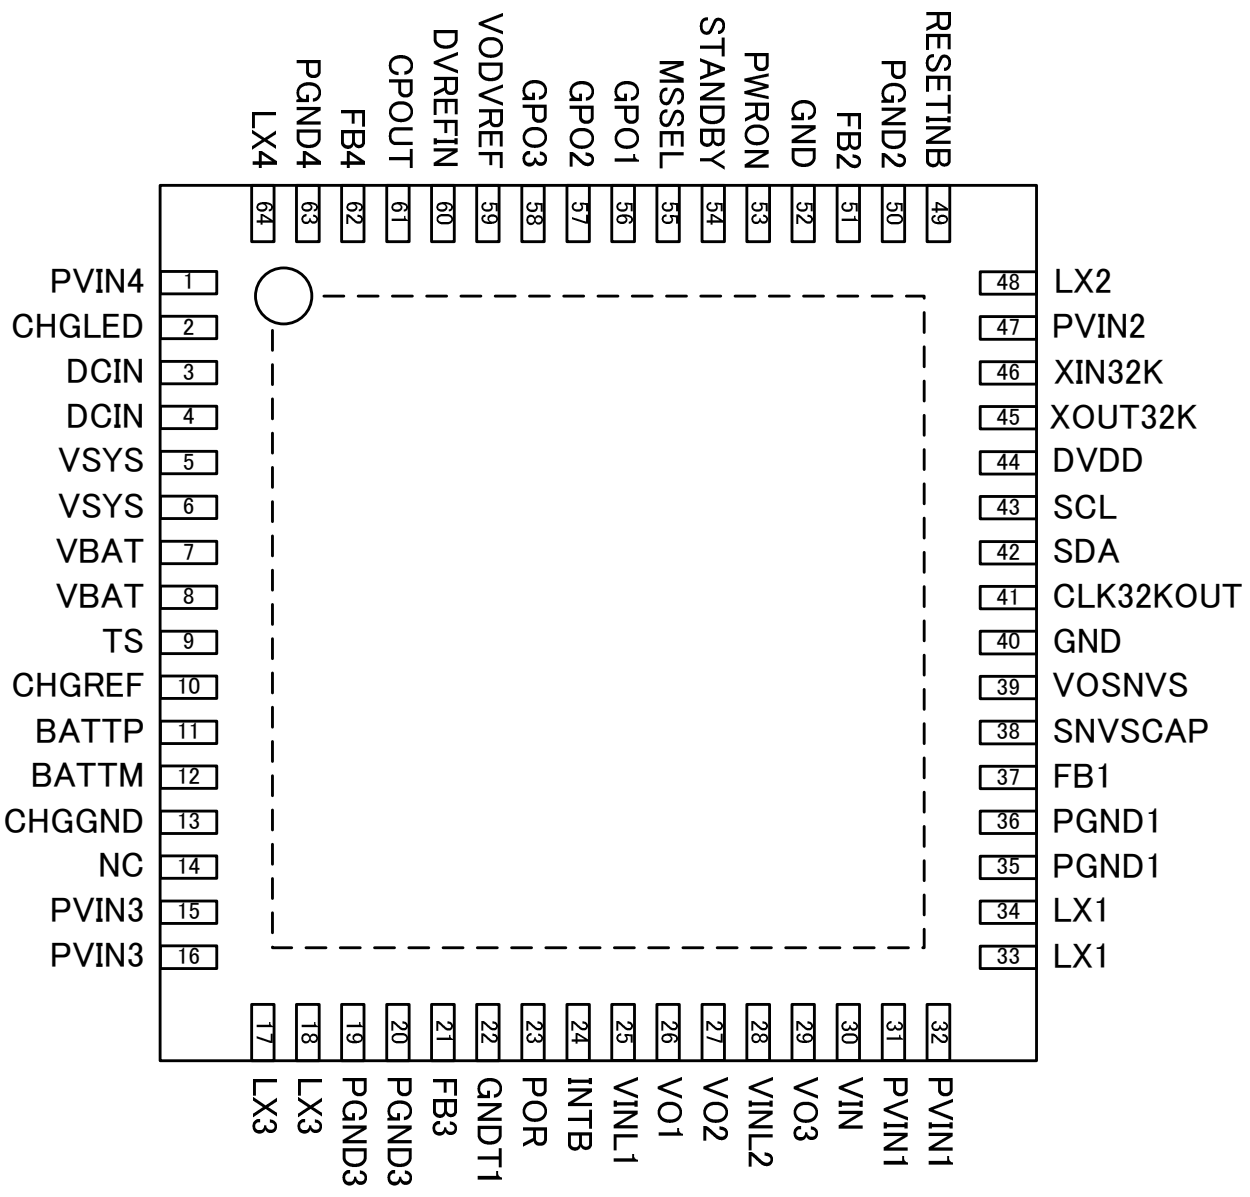 LX4
PGND4
FB4
CPOUT
DVREFIN
VODVREF
GPO3
GPO2
GPO1
MSSEL
STANDBY
PWRON
GND
FB2
PGND2
RESETINB
64
63
62
61
60
59
58
57
56
55
54
53
52
51
50
49
PVIN4 1
CHGLED 2
DCIN 3
DCIN 4
VSYS 5
VSYS 6
VBAT 7
VBAT 8
TS 9
CHGREF 10
BATTP 11
BATTM 12
CHGGND 13
NC 14
PVIN3 15
PVIN3 16
48 LX2
47 PVIN2
46 XIN32K
45 XOUT32K
44 DVDD
43 SCL
42 SDA
41 CLK32KOUT
40 GND
39 VOSNVS
38 SNVSCAP
37 FB1
36 PGND1
35 PGND1
34 LX1
33 LX1
17
18
19
20
21
22
23
24
25
26
27
28
29
30
31
32
LX3
LX3
PGND3
PGND3
FB3
GNDT1
POR
INTB
VINL1
VO1
VO2
VINL2
VO3
VIN
PVIN1
PVIN1